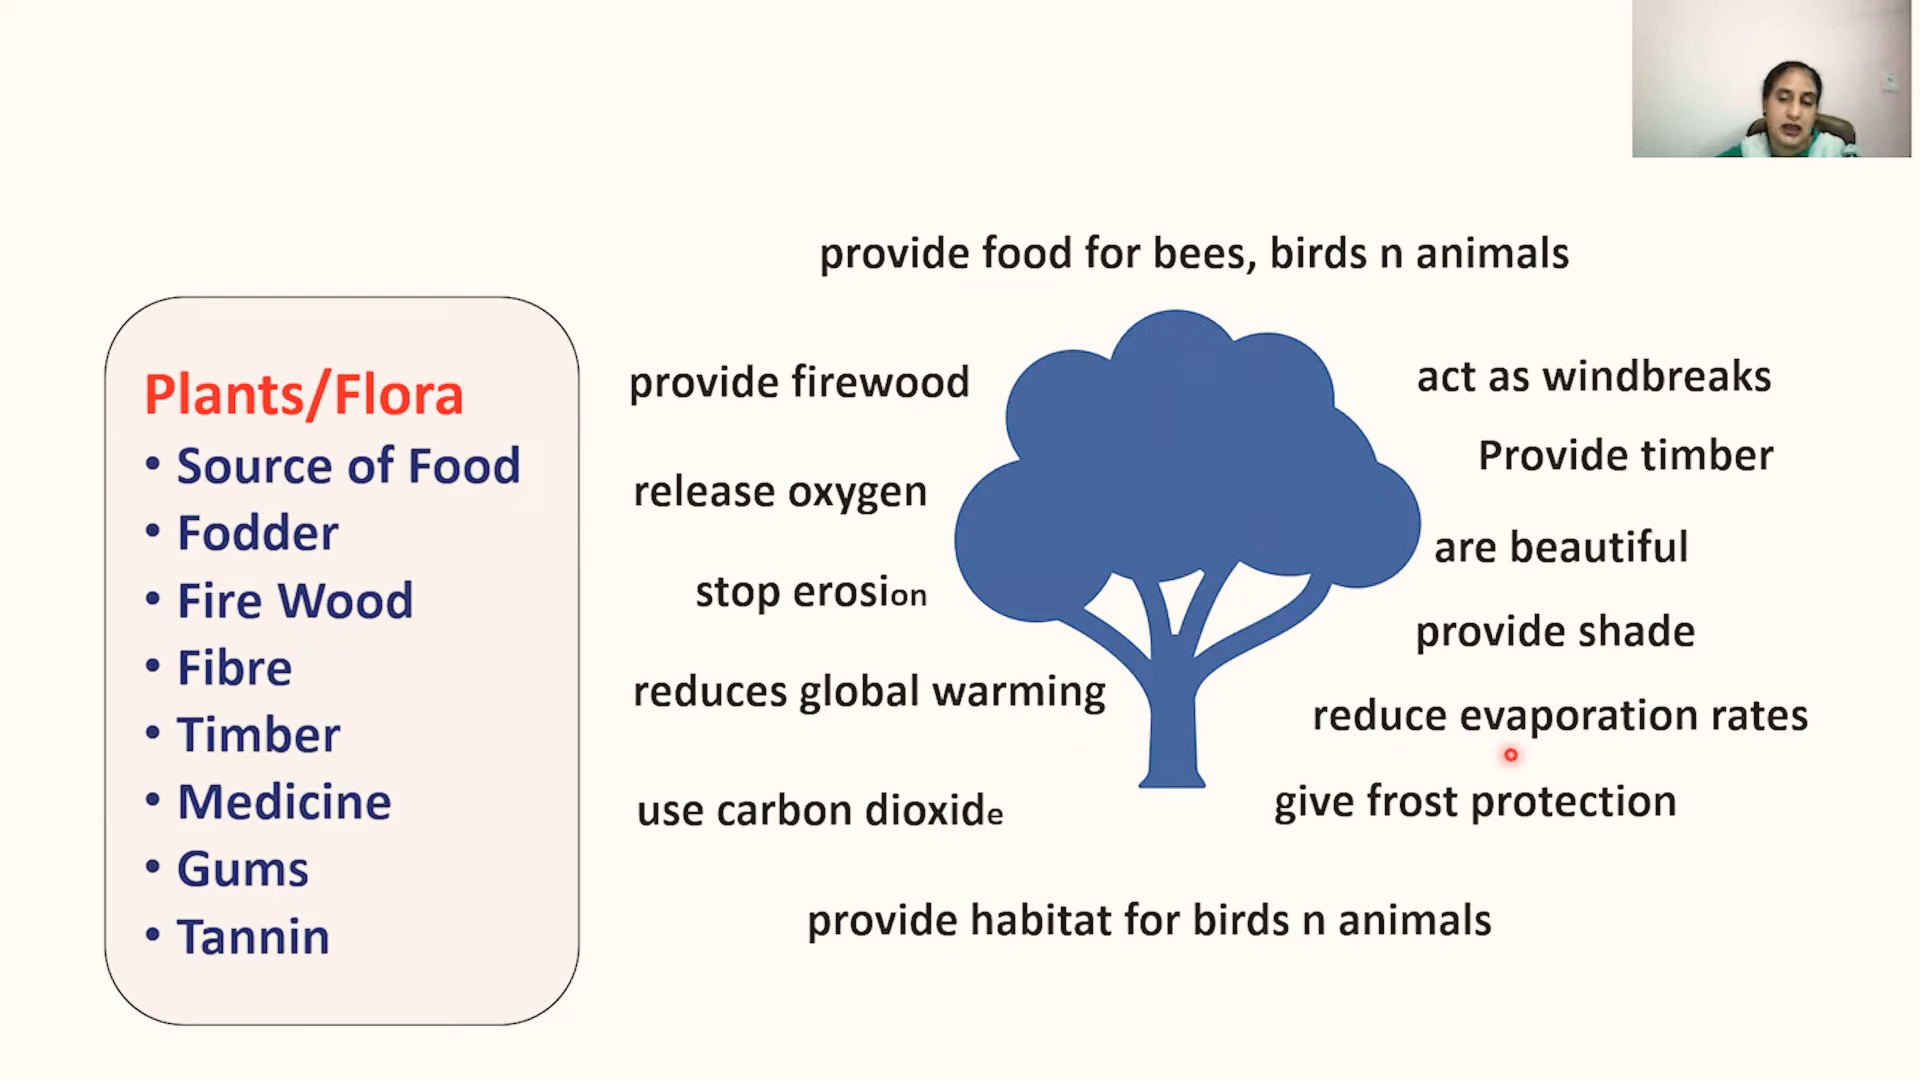 provide food for bees, birds n animals
Plants/Flora
• Source of Food
• Fodder
• Fire Wood
• Fibre
• Timber
• Medicine
• Gums
• Tannin
provide firewood
release oxygen
stop erosion
reduces global warming
use carbon dioxide
act as windbreaks
Provide timber
are beautiful
provide shade
reduce evaporation rates
give frost protection
provide habitat for birds n animals